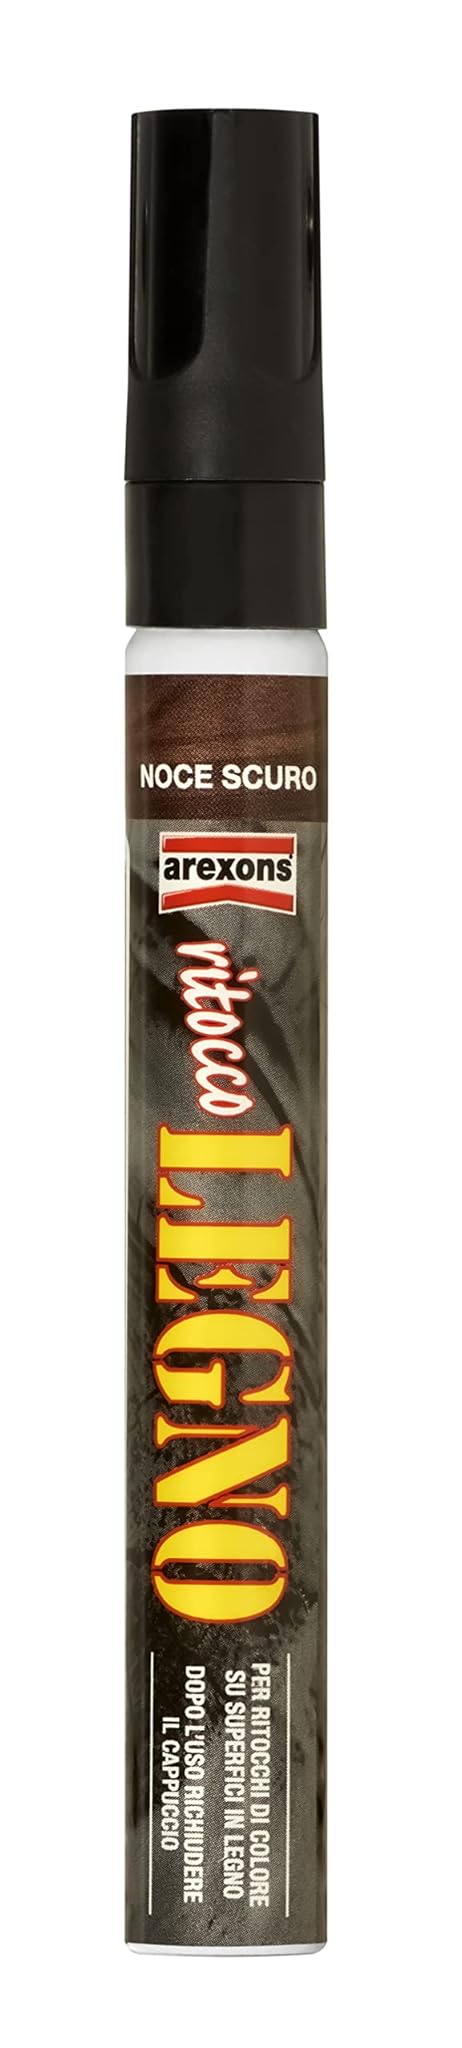 NOCE SCURO
arexons
ritocco
LEGNO
PER RITOCCHI DI COLORE
SU SUPERFICI IN LEGNO
DOPO L'USO RICHIUDERE
IL CAPPUCCIO